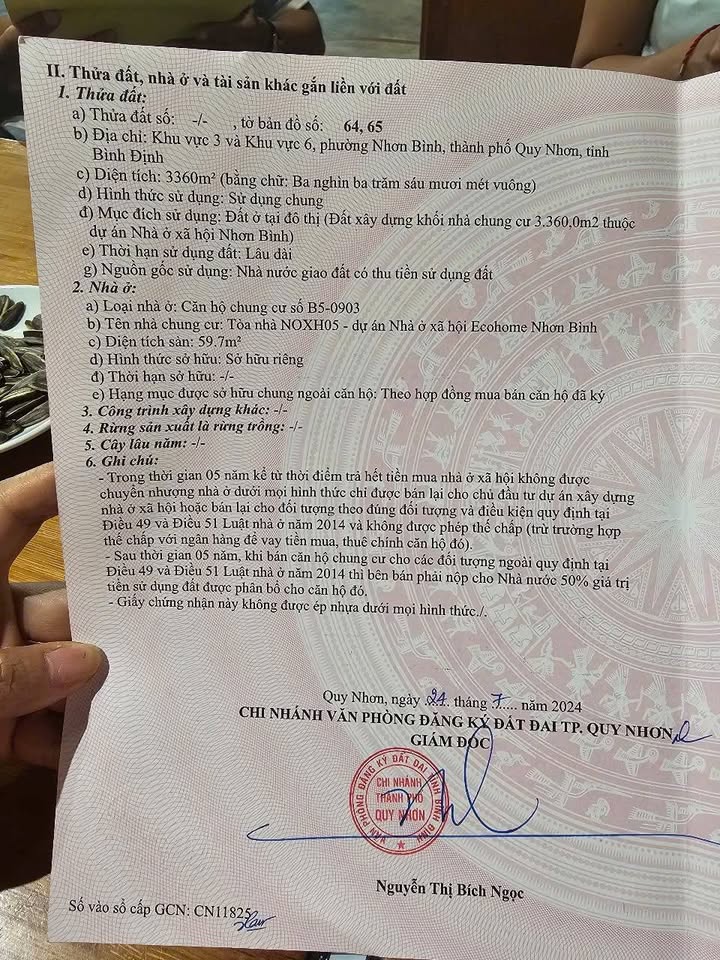 II. Thửa đất, nhà ở và tài sản khác gắn liền với đất
1. Thửa đất:
a) Thửa đất số: -/- , tờ bản đồ số: 64, 65
b) Địa chỉ: Khu vực 3 và Khu vực 6, phường Nhơn Bình, thành phố Quy Nhơn, tỉnh
Bình Định
c) Diện tích: 3360m² (bằng chữ: Ba nghìn ba trăm sáu mươi mét vuông)
d) Hình thức sử dụng: Sử dụng chung
đ) Mục đích sử dụng: Đất ở tại đô thị (Đất xây dựng khối nhà chung cư 3.360,0m2 thuộc
dự án Nhà ở xã hội Nhơn Bình)
e) Thời hạn sử dụng đất: Lâu dài
g) Nguồn gốc sử dụng: Nhà nước giao đất có thu tiền sử dụng đất
2. Nhà ở:
a) Loại nhà ở: Căn hộ chung cư số B5-0903
b) Tên nhà chung cư: Tòa nhà NOXH05 - dự án Nhà ở xã hội Ecohome Nhơn Bình
c) Diện tích sàn: 59.7m²
d) Hình thức sở hữu: Sở hữu riêng
đ) Thời hạn sở hữu: -/-
e) Hạng mục được sở hữu chung ngoài căn hộ: Theo hợp đồng mua bán căn hộ đã ký
3. Công trình xây dựng khác: -/-
4. Rừng sản xuất là rừng trồng: -/-
5. Cây lâu năm: -/-
6. Ghi chú:
- Trong thời gian 05 năm kể từ thời điểm trả hết tiền mua nhà ở xã hội không được
chuyển nhượng nhà ở dưới mọi hình thức chỉ được bán lại cho chủ đầu tư dự án xây dựng
nhà ở xã hội hoặc bán lại cho đối tượng theo đúng đối tượng và điều kiện quy định tại
Điều 49 và Điều 51 Luật nhà ở năm 2014 và không được phép thế chấp (trừ trường hợp
thế chấp với ngân hàng để vay tiền mua, thuê chính căn hộ đó).
- Sau thời gian 05 năm, khi bán căn hộ chung cư cho các đối tượng ngoài quy định tại
Điều 49 và Điều 51 Luật nhà ở năm 2014 thì bên bán phải nộp cho Nhà nước 50% giá trị
tiền sử dụng đất được phân bổ cho căn hộ đó.
- Giấy chứng nhận này không được ép nhựa dưới mọi hình thức./.
Quy Nhơn, ngày 24 tháng 7 năm 2024
CHI NHÁNH VĂN PHÒNG ĐĂNG KÝ ĐẤT ĐAI TP. QUY NHƠN
GIÁM ĐỐC
VĂN PHÒNG ĐĂNG KÝ ĐẤT ĐAI TỈNH BÌNH ĐỊNH
CHI NHÁNH
THÀNH PHỐ
QUY NHƠN
Nguyễn Thị Bích Ngọc
Số vào sổ cấp GCN: CN11825